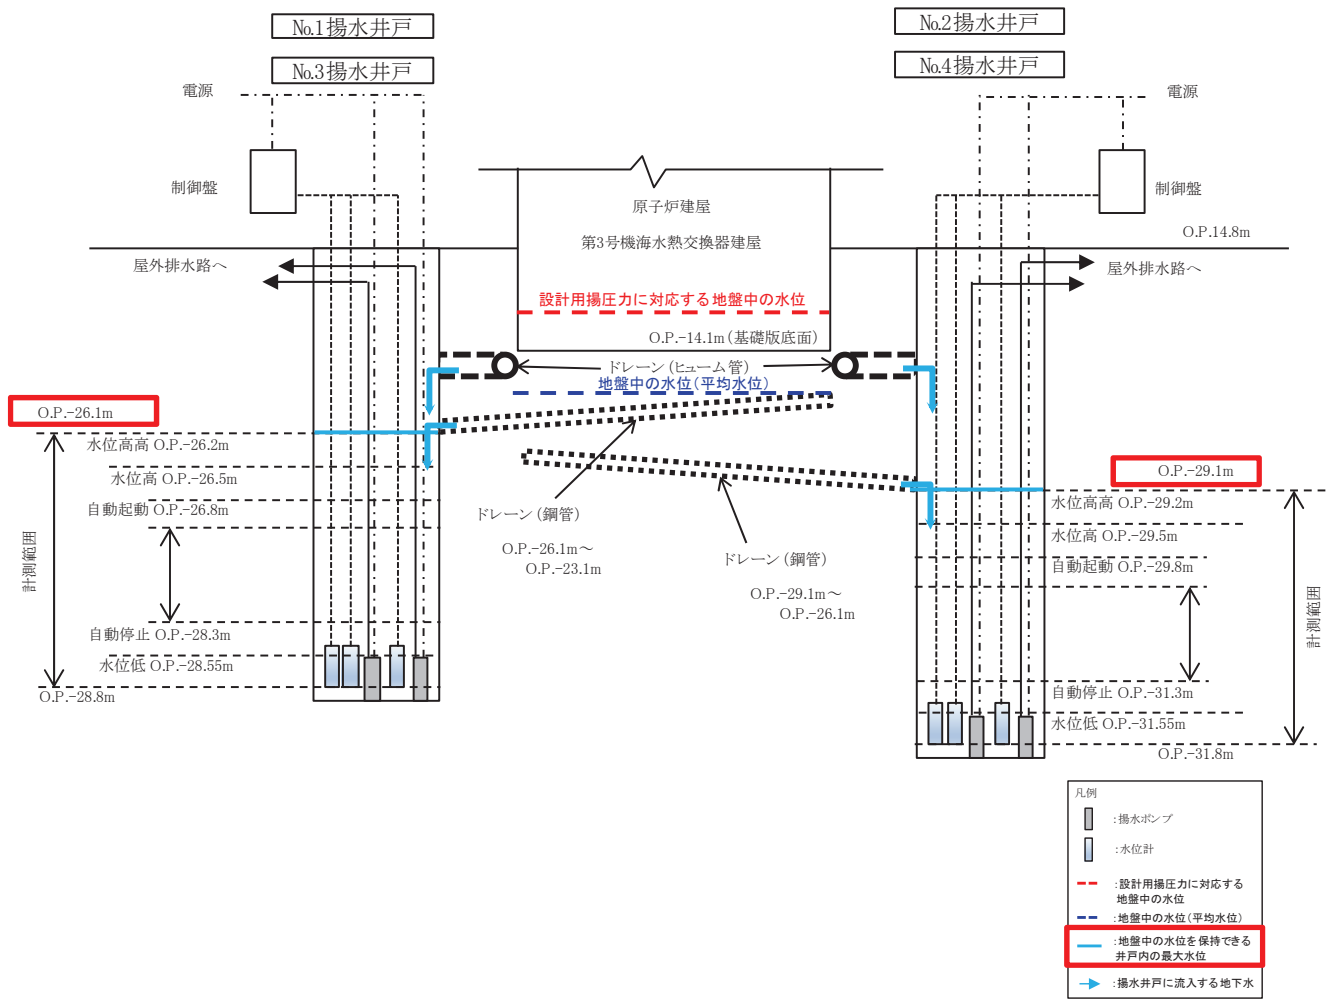 №1揚水井戸
№3揚水井戸
№2揚水井戸
№4揚水井戸
電源
電源
制御盤
制御盤
原子炉建屋
第3号機海水熱交換器建屋
O.P.14.8m
屋外排水路へ
屋外排水路へ
設計用揚圧力に対応する地盤中の水位
O.P.-14.1m(基礎版底面)
ドレーン(ヒューム管)
地盤中の水位(平均水位)
O.P.-26.1m
水位高高 O.P.-26.2m
水位高 O.P.-26.5m
自動起動 O.P.-26.8m
計測範囲
自動停止 O.P.-28.3m
水位低 O.P.-28.55m
O.P.-28.8m
ドレーン(鋼管)
O.P.-26.1m～
O.P.-23.1m
ドレーン(鋼管)
O.P.-29.1m～
O.P.-26.1m
O.P.-29.1m
水位高高 O.P.-29.2m
水位高 O.P.-29.5m
自動起動 O.P.-29.8m
計測範囲
自動停止 O.P.-31.3m
水位低 O.P.-31.55m
O.P.-31.8m
凡例
:揚水ポンプ
:水位計
:設計用揚圧力に対応する
地盤中の水位
:地盤中の水位(平均水位)
:地盤中の水位を保持できる
井戸内の最大水位
:揚水井戸に流入する地下水